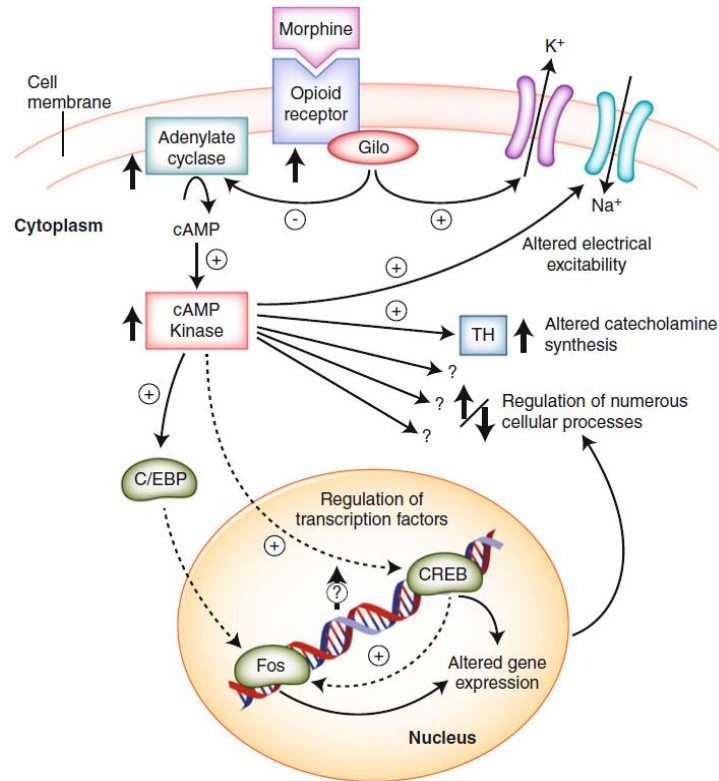 Morphine
K+
Cell
membrane
Opioid
receptor
Adenylate
cyclase
Gilo
Na+
Cytoplasm
-
+
cAMP
+
Altered electrical
excitability
+
+
cAMP
Kinase
TH
Altered catecholamine
synthesis
?
+
?
Regulation of numerous
cellular processes
?
C/EBP
Regulation of
transcription factors
+
CREB
?
+
Fos
Altered gene
expression
Nucleus